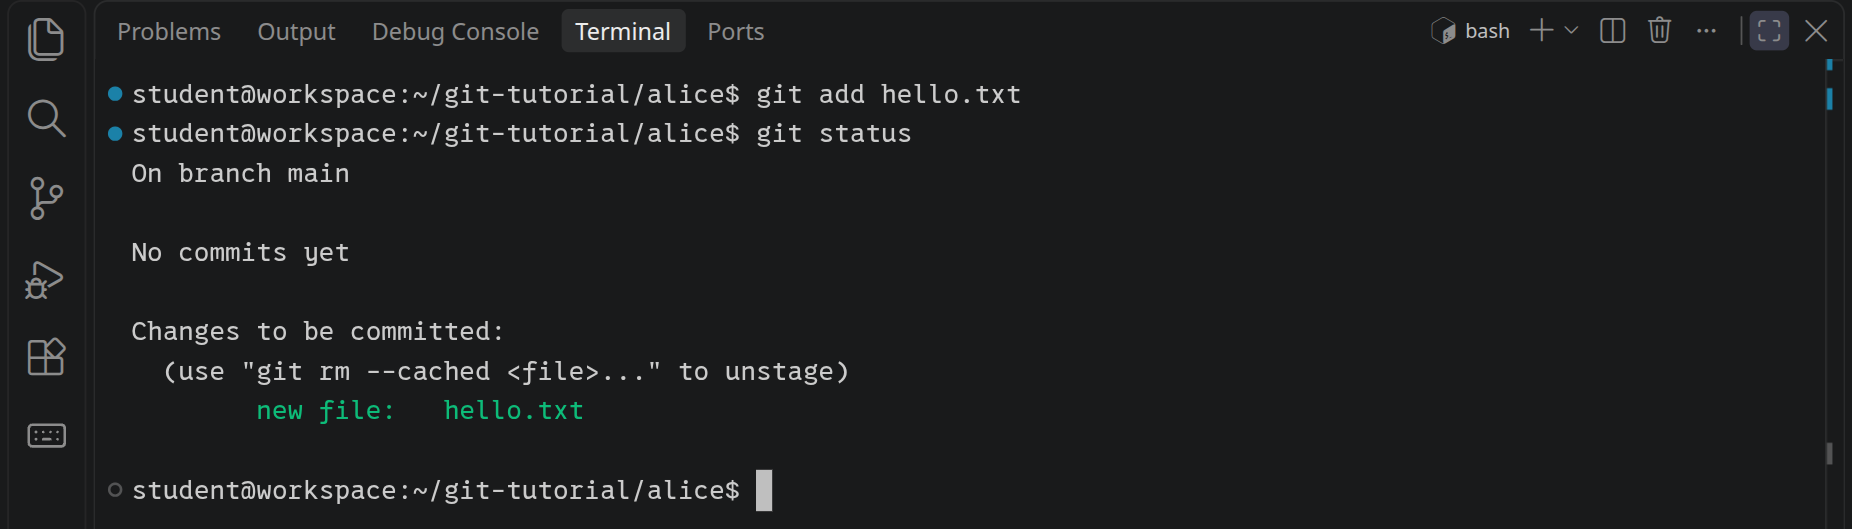 Problems Output Debug Console Terminal Ports bash
student@workspace:~/git-tutorial/alice$ git add hello.txt
student@workspace:~/git-tutorial/alice$ git status
On branch main
No commits yet
Changes to be committed:
(use "git rm --cached <file>..." to unstage)
new file: hello.txt
student@workspace:~/git-tutorial/alice$